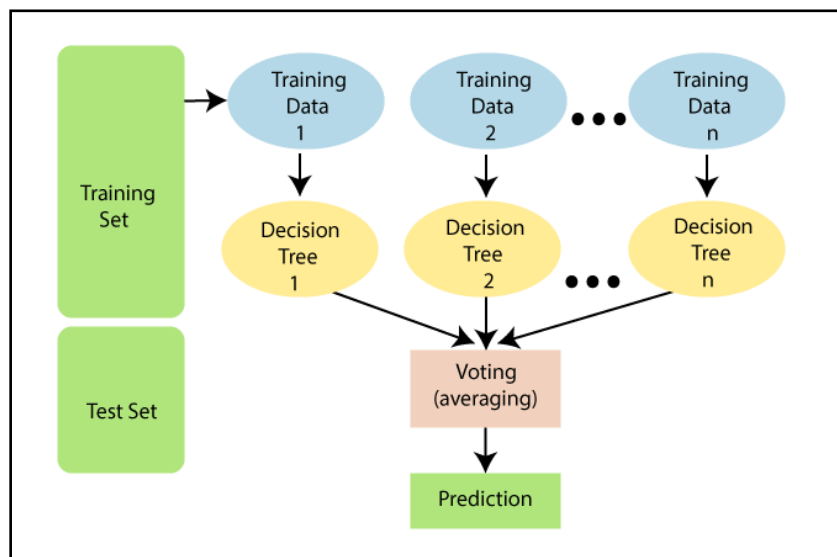 Training
Set
Test Set
Training
Data
1
Training
Data
2
Training
Data
n
Decision
Tree
1
Decision
Tree
2
Decision
Tree
n
Voting
(averaging)
Prediction